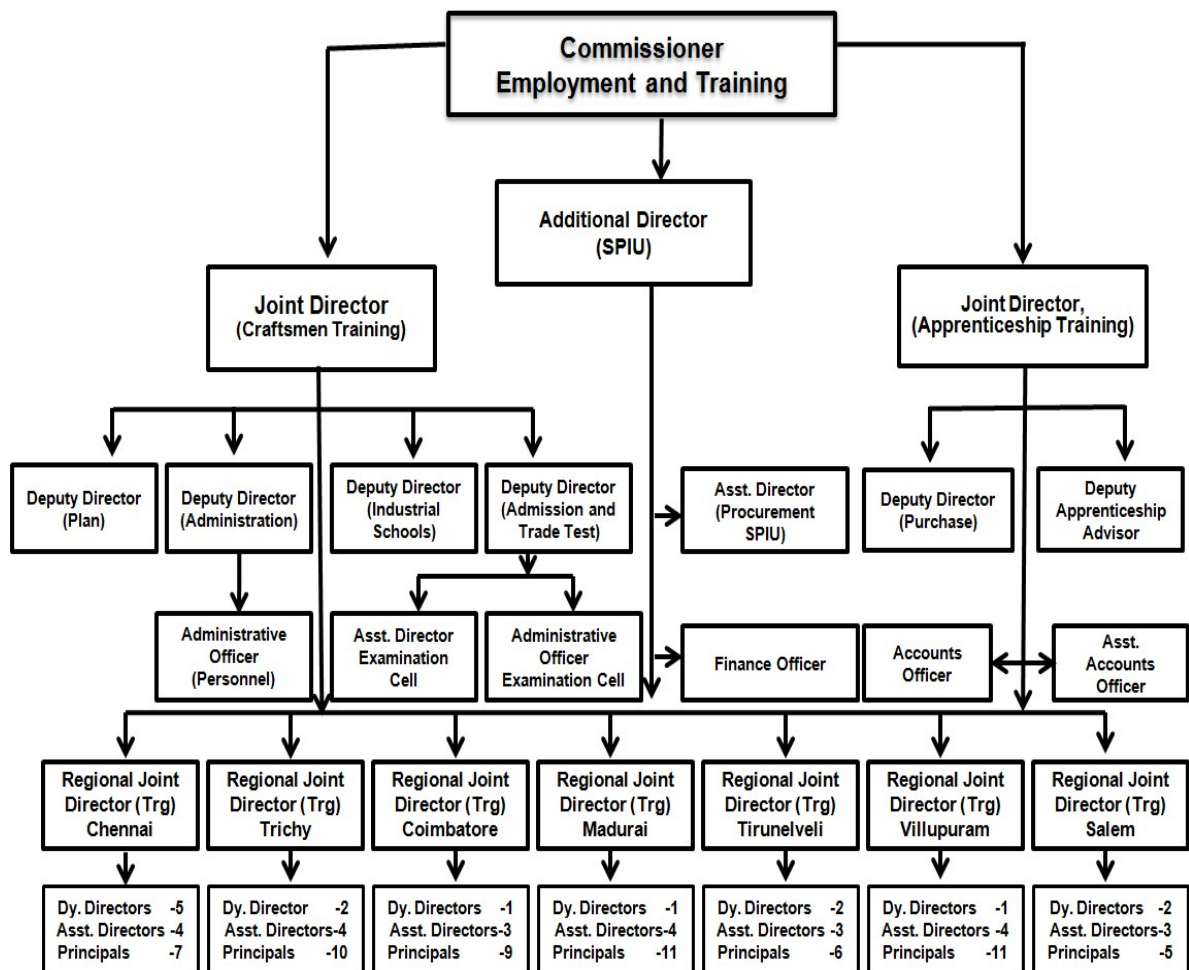 Commissioner
Employment and Training
Additional Director
(SPIU)
Joint Director
(Craftsmen Training)
Joint Director,
(Apprenticeship Training)
Deputy Director
(Plan)
Deputy Director
(Administration)
Deputy Director
(Industrial
Schools)
Deputy Director
(Admission and
Trade Test)
Asst. Director
(Procurement
SPIU)
Deputy Director
(Purchase)
Deputy
Apprenticeship
Advisor
Administrative
Officer
(Personnel)
Asst. Director
Examination
Cell
Administrative
Officer
Examination Cell
Finance Officer
Accounts
Officer
Asst.
Accounts
Officer
Regional Joint
Director (Trg)
Chennai
Regional Joint
Director (Trg)
Trichy
Regional Joint
Director (Trg)
Coimbatore
Regional Joint
Director (Trg)
Madurai
Regional Joint
Director (Trg)
Tirunelveli
Regional Joint
Director (Trg)
Villupuram
Regional Joint
Director (Trg)
Salem
Dy. Directors -5
Asst. Directors -4
Principals -7
Dy. Director -2
Asst. Directors-4
Principals -10
Dy. Directors -1
Asst. Directors-3
Principals -9
Dy. Directors -1
Asst. Directors-4
Principals -11
Dy. Directors -2
Asst. Directors -3
Principals -6
Dy. Directors -1
Asst. Directors -4
Principals -11
Dy. Directors -2
Asst. Directors-3
Principals -5